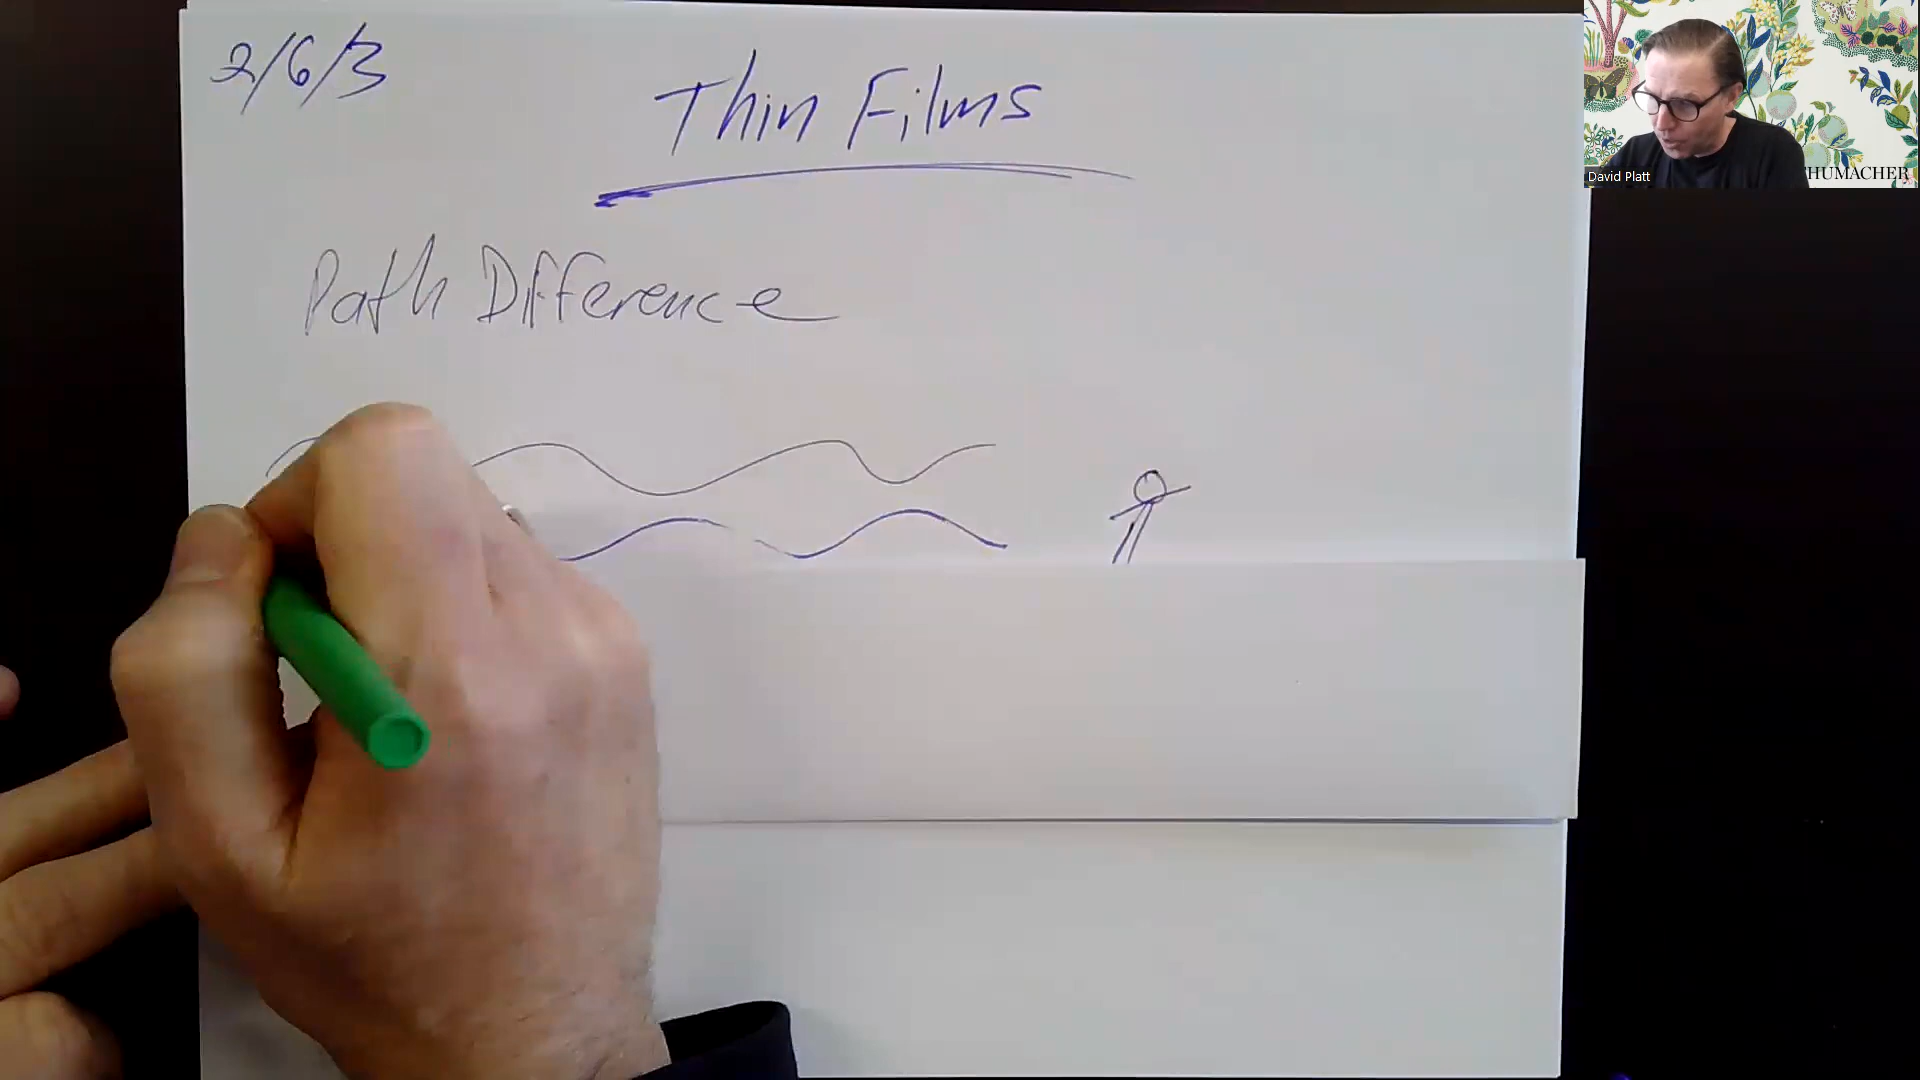 2/6/3
Thin Films
Path Difference
David Platt
HUMACHER